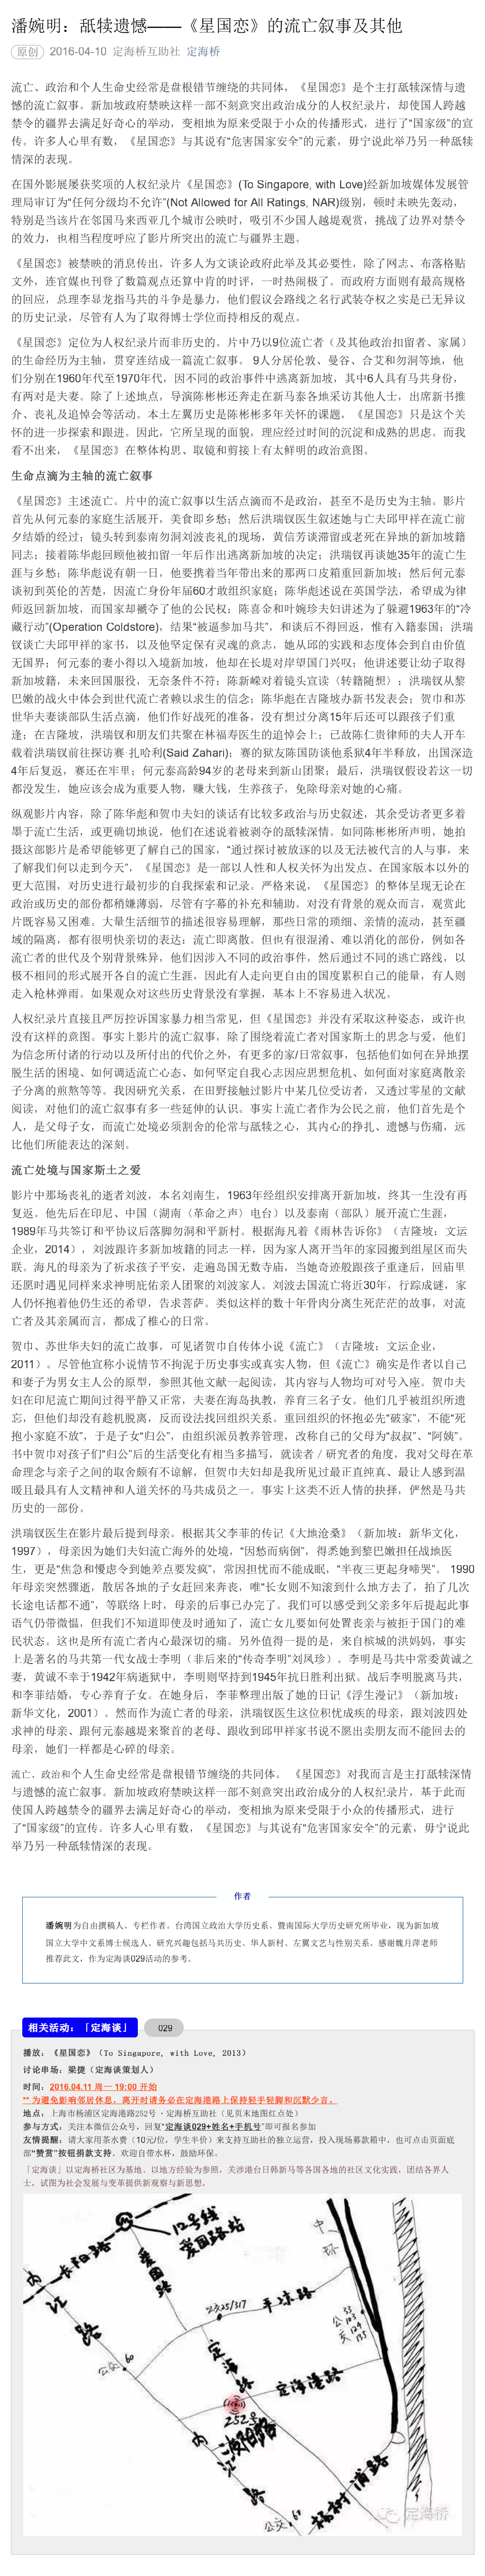 潘婉明：舐犊遗憾——《星国恋》的流亡叙事及其他
原创 2016-04-10 定海桥互助社 定海桥
流亡、政治和个人生命史经常是盘根错节缠绕的共同体，《星国恋》是个主打舐犊深情与遗
憾的流亡叙事。新加坡政府禁映这样一部不刻意突出政治成分的人权纪录片，却使国人跨越
禁令的疆界去满足好奇心的举动，变相地为原来受限于小众的传播形式，进行了“国家级”的宣
传。许多人心里有数，《星国恋》与其说有“危害国家安全”的元素，毋宁说此举乃另一种舐犊
情深的表现。
在国外影展屡获奖项的人权纪录片《星国恋》(To Singapore, with Love)经新加坡媒体发展管
理局审订为“任何分级均不允许”(Not Allowed for All Ratings, NAR)级别，顿时未映先轰动，
特别是当该片在邻国马来西亚几个城市公映时，吸引不少国人越堤观赏，挑战了边界对禁令
的效力，也相当程度呼应了影片所突出的流亡与疆界主题。
《星国恋》被禁映的消息传出，许多人为文谈论政府此举及其必要性，除了网志、布落格贴
文外，连官媒也刊登了数篇观点还算中肯的时评，一时热闹极了。而政府方面则有最高规格
的回应，总理李显龙指马共的斗争是暴力，他们假议会路线之名行武装夺权之实是已无异议
的历史记录，尽管有人为了取得博士学位而持相反的观点。
《星国恋》定位为人权纪录片而非历史的。片中乃以9位流亡者（及其他政治扣留者、家属）
的生命经历为主轴，贯穿连结成一篇流亡叙事。 9人分居伦敦、曼谷、合艾和勿洞等地，他
们分别在1960年代至1970年代，因不同的政治事件中逃离新加坡，其中6人具有马共身份，
有两对是夫妻。除了上述地点，导演陈彬彬还奔走在新马泰各地采访其他人士，出席新书推
介、丧礼及追悼会等活动。本土左翼历史是陈彬彬多年关怀的课题，《星国恋》只是这个关
怀的进一步探索和跟进。因此，它所呈现的面貌，理应经过时间的沉淀和成熟的思虑。而我
看不出来，《星国恋》在整体构思、取镜和剪接上有太鲜明的政治意图。
生命点滴为主轴的流亡叙事
《星国恋》主述流亡。片中的流亡叙事以生活点滴而不是政治，甚至不是历史为主轴。影片
首先从何元泰的家庭生活展开，美食即乡愁；然后洪瑞钗医生叙述她与亡夫邱甲祥在流亡前
夕结婚的经过；镜头转到泰南勿洞刘波丧礼的现场，黄信芳谈滞留或老死在异地的新加坡籍
同志；接着陈华彪回顾他被扣留一年后作出逃离新加坡的决定；洪瑞钗再谈她35年的流亡生
涯与乡愁；陈华彪说有朝一日，他要携着当年带出来的那两口皮箱重回新加坡；然后何元泰
谈初到英伦的苦楚，因流亡身份年届60才敢组织家庭；陈华彪述说在英国学法，希望成为律
师返回新加坡，而国家却褫夺了他的公民权；陈喜命和叶婉珍夫妇讲述为了躲避1963年的“冷
藏行动”(Operation Coldstore)，结果“被逼参加马共”，和谈后不得回返，惟有入籍泰国；洪瑞
钗谈亡夫邱甲祥的家书，以及他坚定保有灵魂的意志，她从邱的实践和态度体会到自由价值
无国界；何元泰的妻小得以入境新加坡，他却在长堤对岸望国门兴叹；他讲述要让幼子取得
新加坡籍，未来回国服役，无奈条件不符；陈新嵘对着镜头宣读〈转籍随想〉；洪瑞钗从黎
巴嫩的战火中体会到世代流亡者赖以求生的信念；陈华彪在吉隆坡办新书发表会；贺巾和苏
世华夫妻谈部队生活点滴，他们作好战死的准备，没有想过分离15年后还可以跟孩子们重
逢；在吉隆坡，洪瑞钗和朋友们共聚在林福寿医生的追悼会上；已故陈仁贵律师的夫人开车
载着洪瑞钗前往探访赛·扎哈利(Said Zahari)；赛的狱友陈国防谈他系狱4年半释放，出国深造
4年后复返，赛还在牢里；何元泰高龄94岁的老母来到新山团聚；最后，洪瑞钗假设若这一切
都没发生，她应该会成为重要人物，赚大钱，生养孩子，免除母亲对她的心痛。
纵观影片内容，除了陈华彪和贺巾夫妇的谈话有比较多政治与历史叙述，其余受访者更多着
墨于流亡生活，或更确切地说，他们在述说着被剥夺的舐犊深情。如同陈彬彬所声明，她拍
摄这部影片是希望能够更了解自己的国家，“通过探讨被放逐的以及无法被代言的人与事，来
了解我们何以走到今天”，《星国恋》是一部以人性和人权关怀为出发点、在国家版本以外的
更大范围，对历史进行最初步的自我探索和记录。严格来说，《星国恋》的整体呈现无论在
政治或历史的部份都稍嫌薄弱，尽管有字幕的补充和辅助。对没有背景的观众而言，观赏此
片既容易又困难。大量生活细节的描述很容易理解，那些日常的琐细、亲情的流动，甚至疆
域的隔离，都有很明快亲切的表达；流亡即离散。但也有很湿淆、难以消化的部份，例如各
流亡者的世代及个别背景殊异，他们因涉入不同的政治事件，然后通过不同的逃亡路线，以
极不相同的形式展开各自的流亡生涯，因此有人走向更自由的国度累积自己的能量，有人则
走入枪林弹雨。如果观众对这些历史背景没有掌握，基本上不容易进入状况。
人权纪录片直接且严厉控诉国家暴力相当常见，但《星国恋》并没有采取这种姿态，或许也
没有这样的意图。事实上影片的流亡叙事，除了围绕着流亡者对国家斯土的思念与爱，他们
为信念所付诸的行动以及所付出的代价之外，有更多的家/日常叙事，包括他们如何在异地摆
脱生活的困境、如何调适流亡心态、如何坚定自我心志因应思想危机、如何面对家庭离散亲
子分离的煎熬等等。我因研究关系，在田野接触过影片中某几位受访者，又透过零星的文献
阅读，对他们的流亡叙事有多一些延伸的认识。事实上流亡者作为公民之前，他们首先是个
人，是父母子女，而流亡处境必须割舍的伦常与舐犊之心，其内心的挣扎、遗憾与伤痛，远
比他们所能表达的深刻。
流亡处境与国家斯土之爱
影片中那场丧礼的逝者刘波，本名刘南生，1963年经组织安排离开新加坡，终其一生没有再
复返。他先后在印尼、中国（湖南〈革命之声〉电台）以及泰南（部队）展开流亡生涯，
1989年马共签订和平协议后落脚勿洞和平新村。根据海凡着《雨林告诉你》（吉隆坡：文运
企业，2014），刘波跟许多新加坡籍的同志一样，因为家人离开当年的家园搬到组屋区而失
联。海凡的母亲为了祈求孩子平安，走遍岛国无数寺庙，当她奇迹般跟孩子重逢后，回庙里
还愿时遇见同样来求神明庇佑亲人团聚的刘波家人。刘波去国流亡将近30年，行踪成谜，家
人仍怀抱着他仍生还的希望，告求菩萨。类似这样的数十年骨肉分离生死茫茫的故事，对流
亡者及其亲属而言，都成了椎心的日常。
贺巾、苏世华夫妇的流亡故事，可见诸贺巾自传体小说《流亡》（吉隆坡：文运企业，
2011）。尽管他宣称小说情节不拘泥于历史事实或真实人物，但《流亡》确实是作者以自己
和妻子为男女主人公的原型，参照其他文献一起阅读，其内容与人物均可对号入座。贺巾夫
妇在印尼流亡期间过得平静又正常，夫妻在海岛执教，养育三名子女。他们几乎被组织所遗
忘，但他们却没有趁机脱离，反而设法找回组织关系。重回组织的怀抱必先“破家”，不能“死
抱小家庭不放”，于是子女“归公”，由组织派员教养管理，改称自己的父母为“叔叔”、“阿姨”。
书中贺巾对孩子们“归公”后的生活变化有相当多描写，就读者 / 研究者的角度，我对父母在革
命理念与亲子之间的取舍颇有不谅解，但贺巾夫妇却是我所见过最正直纯真、最让人感到温
暖且最具有人文精神和人道关怀的马共成员之一。事实上这类不近人情的抉择，俨然是马共
历史的一部份。
洪瑞钗医生在影片最后提到母亲。根据其父李菲的传记《大地沧桑》（新加坡：新华文化，
1997），母亲因为她们夫妇流亡海外的处境，“因愁而病倒”，得悉她到黎巴嫩担任战地医
生，更是“焦急和慢虑令到她差点要发疯”，常因担忧而不能成眠，“半夜三更起身啼哭”。 1990
年母亲突然骤逝，散居各地的子女赶回来奔丧，唯“长女则不知滚到什么地方去了，拍了几次
长途电话都不通”，等联络上时，母亲的后事已办完了。我们可以感受到父亲多年后提起此事
语气仍带微愠，但我们不知道即使及时通知了，流亡女儿要如何处置丧亲与被拒于国门的难
民状态。这也是所有流亡者内心最深切的痛。另外值得一提的是，来自槟城的洪妈妈，事实
上是著名的马共第一代女战士李明（非后来的“传奇李明”刘凤珍）。李明是马共中常委黄诚之
妻，黄诚不幸于1942年病逝狱中，李明则坚持到1945年抗日胜利出狱。战后李明脱离马共，
和李菲结婚，专心养育子女。在她身后，李菲整理出版了她的日记《浮生漫记》（新加坡：
新华文化，2001）。然而作为流亡者的母亲，洪瑞钗医生这位积忧成疾的母亲，跟刘波四处
求神的母亲、跟何元泰越堤来聚首的老母、跟收到邱甲祥家书说不愿出卖朋友而不能回去的
母亲，她们一样都是心碎的母亲。
流亡、政治和个人生命史经常是盘根错节缠绕的共同体。 《星国恋》对我而言是主打舐犊深情
与遗憾的流亡叙事。新加坡政府禁映这样一部不刻意突出政治成分的人权纪录片，基于此而
使国人跨越禁令的疆界去满足好奇心的举动，变相地为原来受限于小众的传播形式，进行
了“国家级”的宣传。许多人心里有数，《星国恋》与其说有“危害国家安全”的元素，毋宁说此
举乃另一种舐犊情深的表现。
作者
潘婉明为自由撰稿人、专栏作者。台湾国立政治大学历史系、暨南国际大学历史研究所毕业，现为新加坡
国立大学中文系博士候选人。研究兴趣包括马共历史、华人新村、左翼文艺与性别关系。感谢魏月萍老师
推荐此文，作为定海谈029活动的参考。
相关活动：「定海谈」 029
播放：《星国恋》（To Singapore, with Love, 2013）
讨论串场：梁捷（定海谈策划人）
时间：2016.04.11 周一 19:00 开始
** 为避免影响邻居休息，离开时请务必在定海港路上保持轻手轻脚和沉默少言。
地点：上海市杨浦区定海港路252号 · 定海桥互助社（见页末地图红点处）
参与方式：关注本微信公众号，回复“定海谈029+姓名+手机号”即可报名参加
友情提醒：请大家用茶水费（10元/位，学生半价）来支持互助社的独立运营，投入现场募款箱中，也可点击页面底
部“赞赏”按钮捐款支持。欢迎自带水杯，鼓励环保。
「定海谈」以定海桥社区为基地、以地方经验为参照，关涉港台日韩新马等各国各地的社区文化实践，团结各界人
士，试图为社会发展与变革提供新观察与新思想。
12号线
爱国路站
长阳路
爱国路
内江路
公交 60
公交25/317
平凉路
定海路
定海港路
252号
公交
33
103
124
135
中环
内江路
沈阳路
公交 60
杨树浦路
定海桥